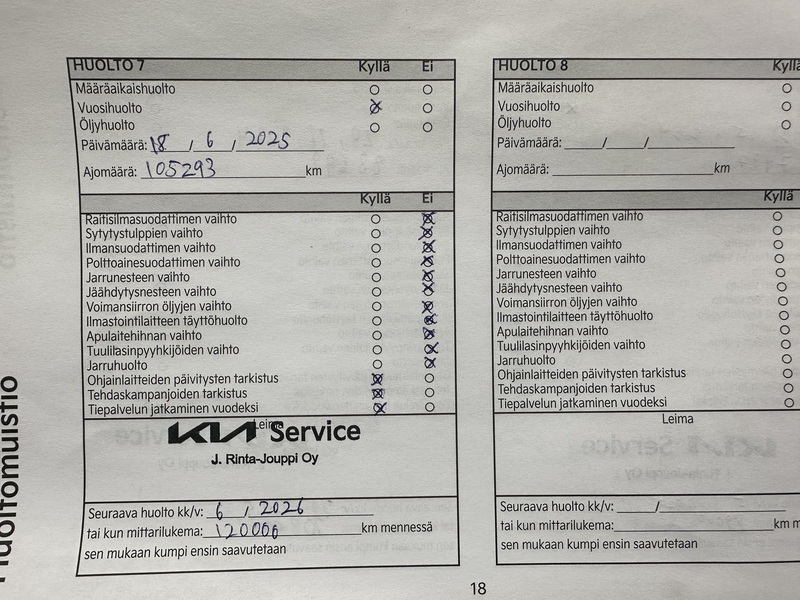 Huoltomuistio
HUOLTO 7 Kyllä Ei
Määräaikaishuolto
Vuosihuolto
Öljyhuolto
Päivämäärä: 18 / 6 / 2025
Ajomäärä: 105293 km
Kyllä Ei
Raitisilmasuodattimen vaihto
Sytytystulppien vaihto
Ilmansuodattimen vaihto
Polttoainesuodattimen vaihto
Jarrunesteen vaihto
Jäähdytysnesteen vaihto
Voimansiirron öljyjen vaihto
Ilmastointilaitteen täyttöhuolto
Apulaitehihnan vaihto
Tuulilasinpyyhkijöiden vaihto
Jarruhuolto
Ohjainlaitteiden päivitysten tarkistus
Tehdaskampanjoiden tarkistus
Tiepalvelun jatkaminen vuodeksi
Leima
KIA Service
J. Rinta-Jouppi Oy
Seuraava huolto kk/v: 6 / 2026
tai kun mittarilukema: 120000 km mennessä
sen mukaan kumpi ensin saavutetaan
HUOLTO 8 Kyllä
Määräaikaishuolto
Vuosihuolto
Öljyhuolto
Päivämäärä: / /
Ajomäärä: km
Kyllä
Raitisilmasuodattimen vaihto
Sytytystulppien vaihto
Ilmansuodattimen vaihto
Polttoainesuodattimen vaihto
Jarrunesteen vaihto
Jäähdytysnesteen vaihto
Voimansiirron öljyjen vaihto
Ilmastointilaitteen täyttöhuolto
Apulaitehihnan vaihto
Tuulilasinpyyhkijöiden vaihto
Jarruhuolto
Ohjainlaitteiden päivitysten tarkistus
Tehdaskampanjoiden tarkistus
Tiepalvelun jatkaminen vuodeksi
Leima
Seuraava huolto kk/v: /
tai kun mittarilukema: km m
sen mukaan kumpi ensin saavutetaan
18